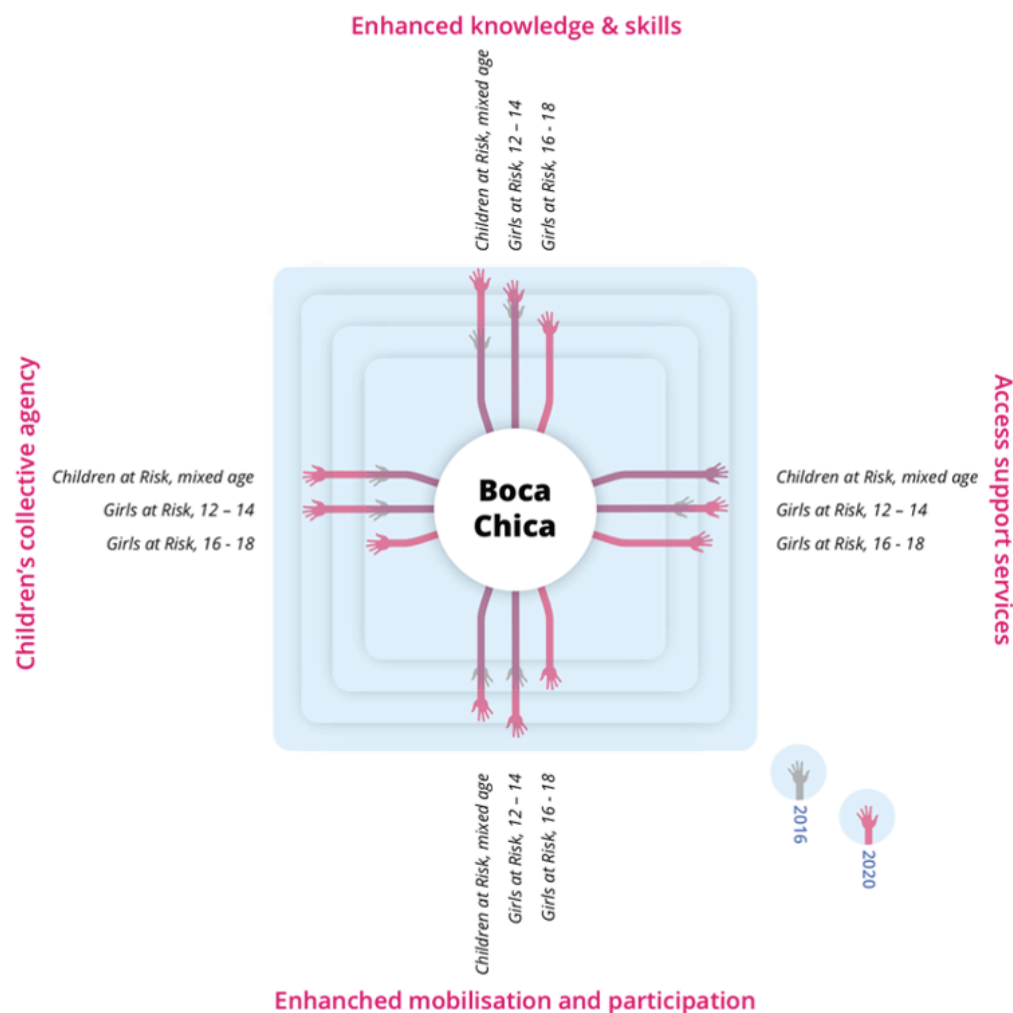 Enhanced knowledge & skills
Children at Risk, mixed age
Girls at Risk, 12 – 14
Girls at Risk, 16 - 18
Children's collective agency
Children at Risk, mixed age
Girls at Risk, 12 – 14
Girls at Risk, 16 - 18
Boca
Chica
Children at Risk, mixed age
Girls at Risk, 12 – 14
Girls at Risk, 16 - 18
Access support services
Children at Risk, mixed age
Girls at Risk, 12 – 14
Girls at Risk, 16 - 18
2016
2020
Enhanched mobilisation and participation